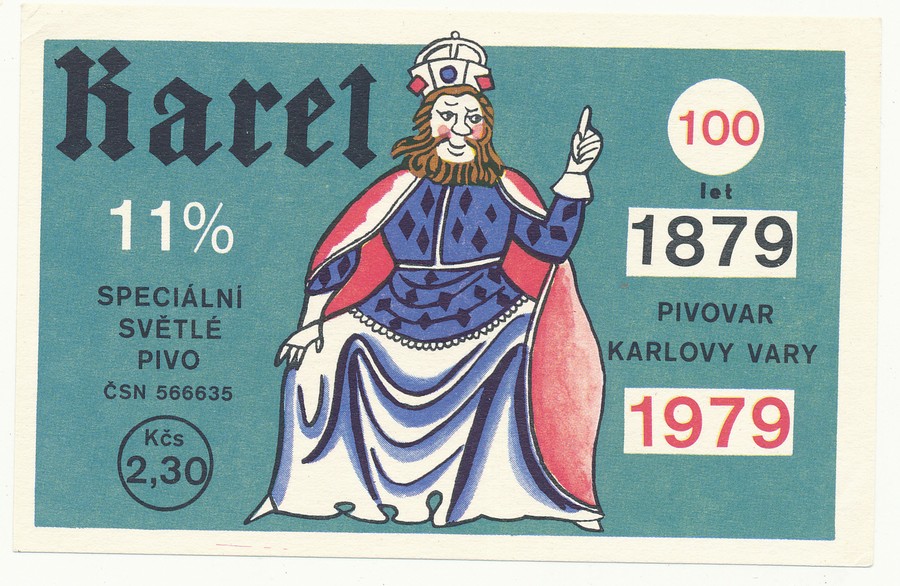 Karel
11%
SPECIÁLNÍ
SVĚTLÉ
PIVO
ČSN 566635
Kčs
2,30
100
let
1879
PIVOVAR
KARLOVY VARY
1979